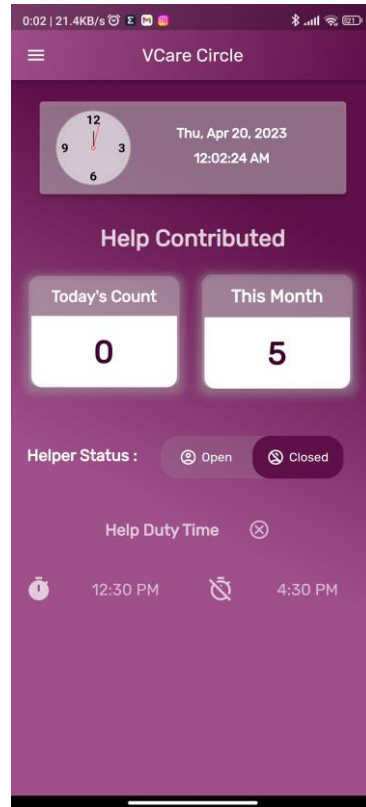 0:02 | 21.4KB/s
VCare Circle
12
9
3
6
Thu, Apr 20, 2023
12:02:24 AM
Help Contributed
Today's Count
This Month
0
5
Helper Status :
Open
Closed
Help Duty Time
12:30 PM
4:30 PM